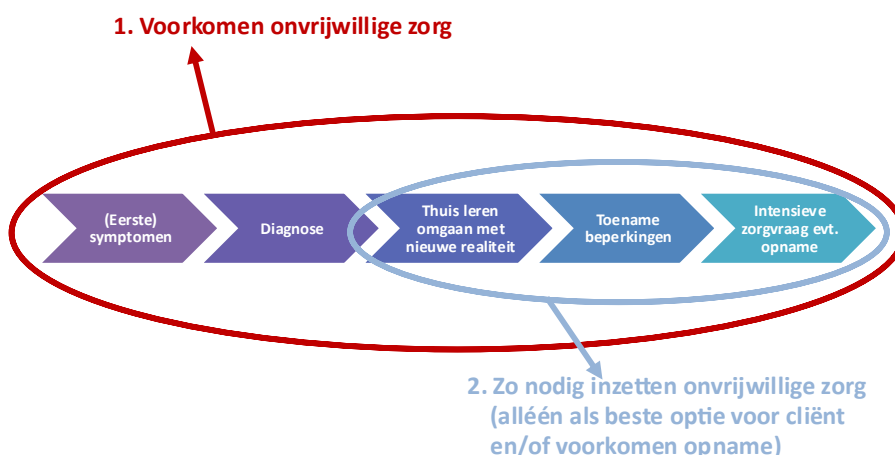 1. Voorkomen onvrijwillige zorg
(Eerste)
symptomen
Diagnose
Thuis leren
omgaan met
nieuwe realiteit
Toename
beperkingen
Intensieve
zorgvraag evt.
opname
2. Zo nodig inzetten onvrijwillige zorg
(alléén als beste optie voor cliënt
en/of voorkomen opname)